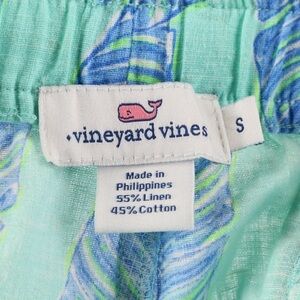 vineyard vines
S
Made in
Philippines
55% Linen
45% Cotton